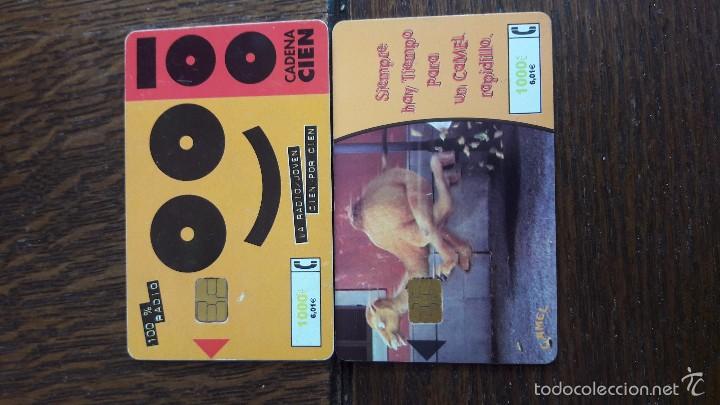 100
CADENA
CIEN
LA RADIO/JOVEN
CIEN POR CIEN
100 %
RADIO
1000
6,01€
Siempre
hay Tiempo
para
un CAMEL
rapidillo.
1000
6,01€
CAMEL
todocoleccion.net